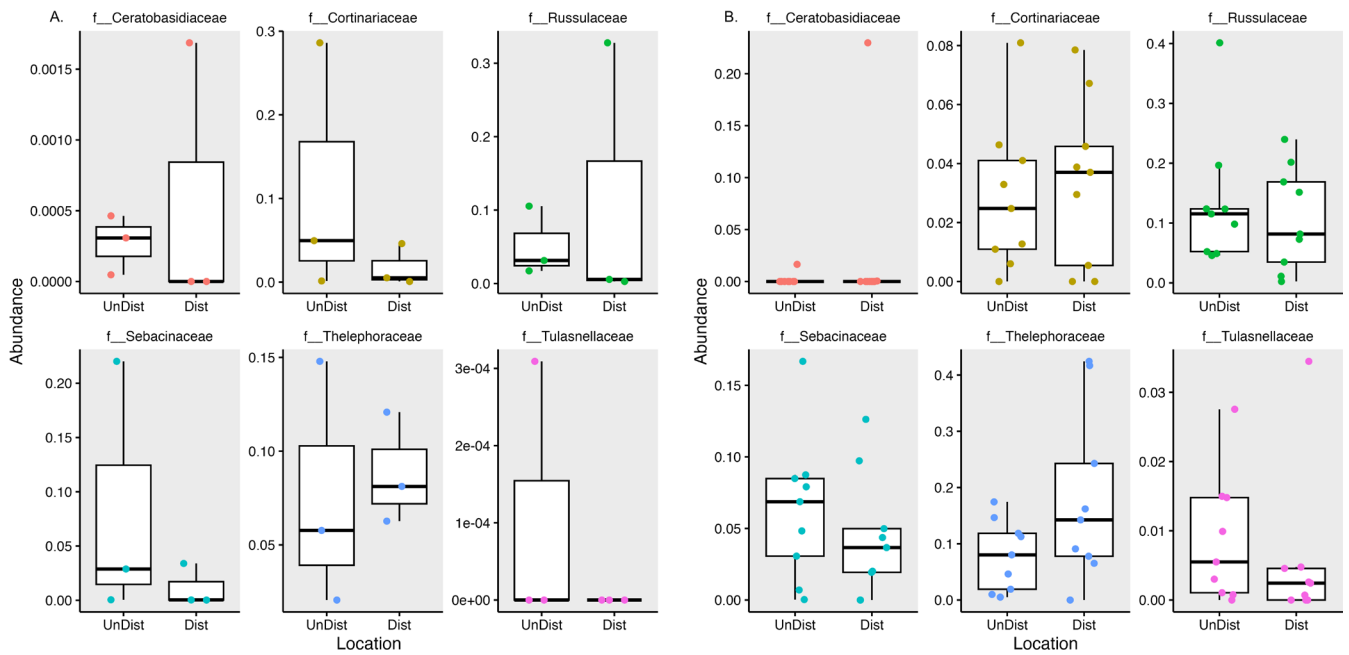 A.
f__Ceratobasidiaceae
f__Cortinariaceae
f__Russulaceae
0.0015
0.0010
0.0005
0.0000
0.3
0.2
0.1
0.0
0.3
0.2
0.1
0.0
UnDist Dist
UnDist Dist
UnDist Dist
Abundance
f__Sebacinaceae
f__Thelephoraceae
f__Tulasnellaceae
0.20
0.15
0.10
0.05
0.00
0.15
0.10
0.05
3e-04
2e-04
1e-04
0e+00
UnDist Dist
UnDist Dist
UnDist Dist
Location
B.
f__Ceratobasidiaceae
f__Cortinariaceae
f__Russulaceae
0.20
0.15
0.10
0.05
0.00
0.08
0.06
0.04
0.02
0.00
0.4
0.3
0.2
0.1
0.0
UnDist Dist
UnDist Dist
UnDist Dist
Abundance
f__Sebacinaceae
f__Thelephoraceae
f__Tulasnellaceae
0.15
0.10
0.05
0.00
0.4
0.3
0.2
0.1
0.0
0.03
0.02
0.01
0.00
UnDist Dist
UnDist Dist
UnDist Dist
Location